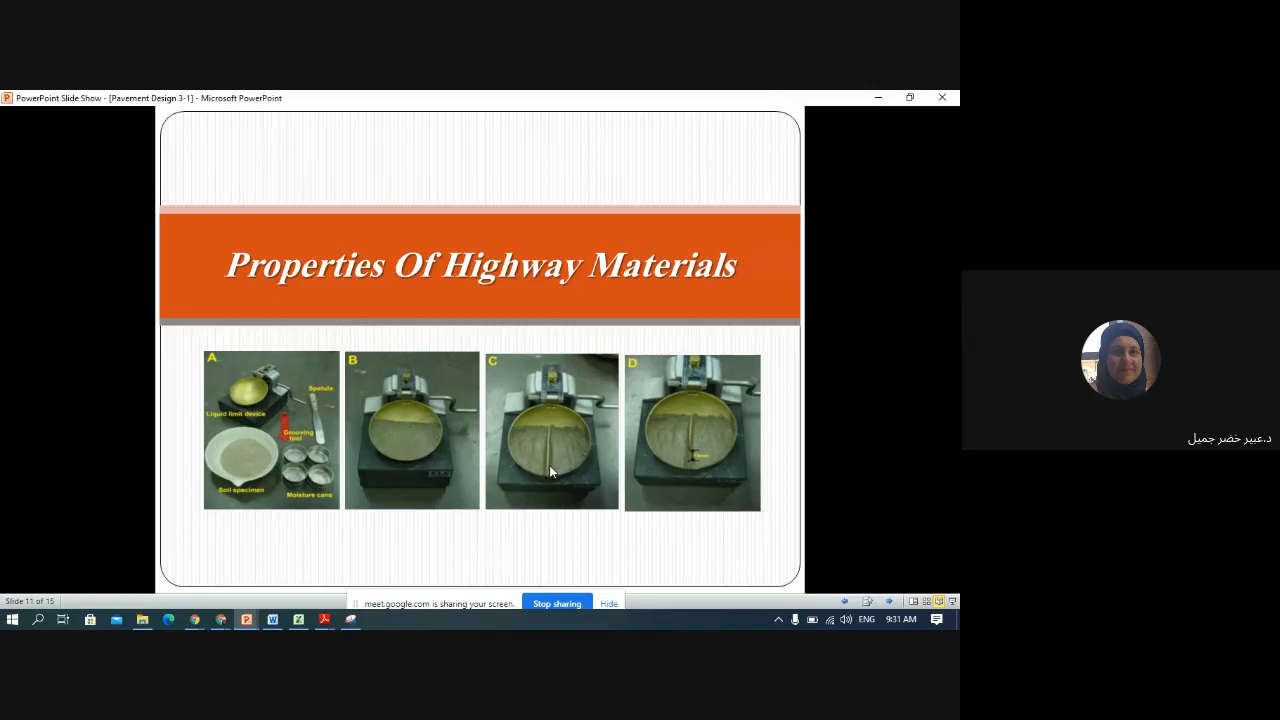 PowerPoint Slide Show - [Pavement Design 3-1] - Microsoft PowerPoint
Properties Of Highway Materials
A
Spatula
Liquid limit device
Grooving
tool
Soil specimen
Moisture cans
B
C
D
د.عبير خضر جميل
Slide 11 of 15
meet.google.com is sharing your screen.
Stop sharing
Hide
ENG
9:31 AM